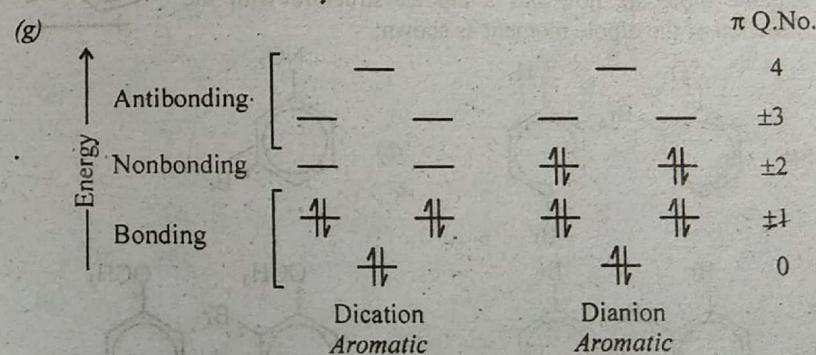 (g)
π Q.No.
4
Antibonding
±3
Nonbonding
±2
Energy
±1
Bonding
0
Dication
Dianion
Aromatic
Aromatic